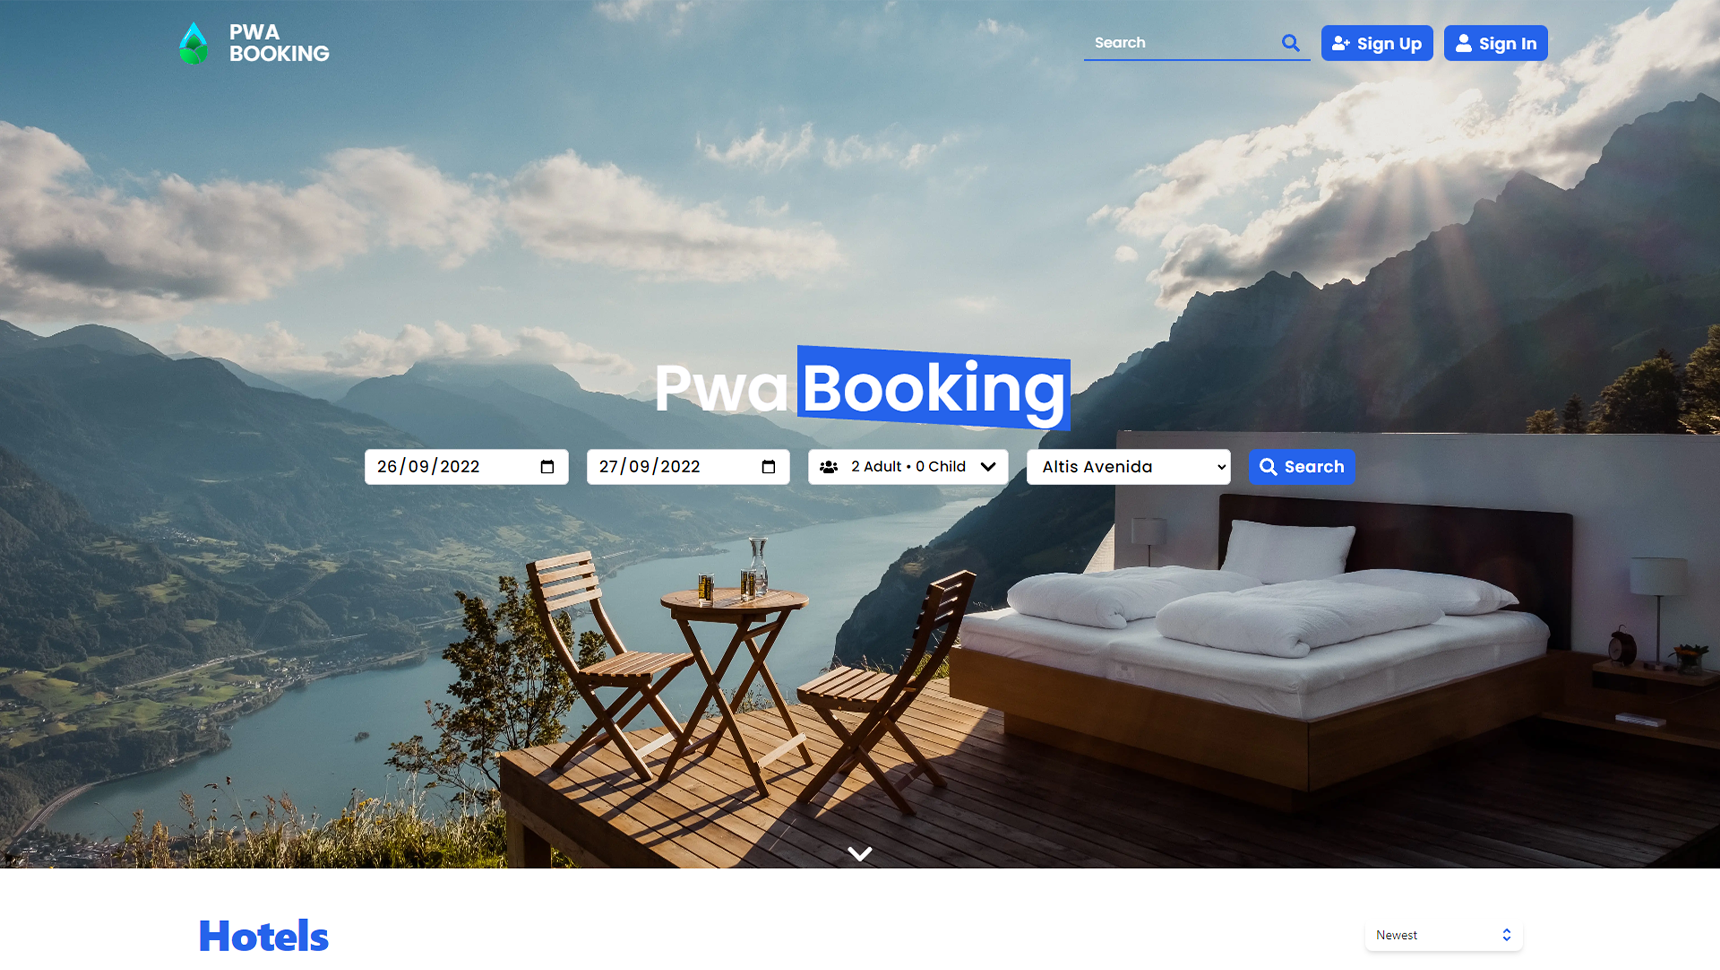 PWA
BOOKING
Search
Sign Up
Sign In
Pwa Booking
26/09/2022
27/09/2022
2 Adult • 0 Child
Altis Avenida
Search
Hotels
Newest